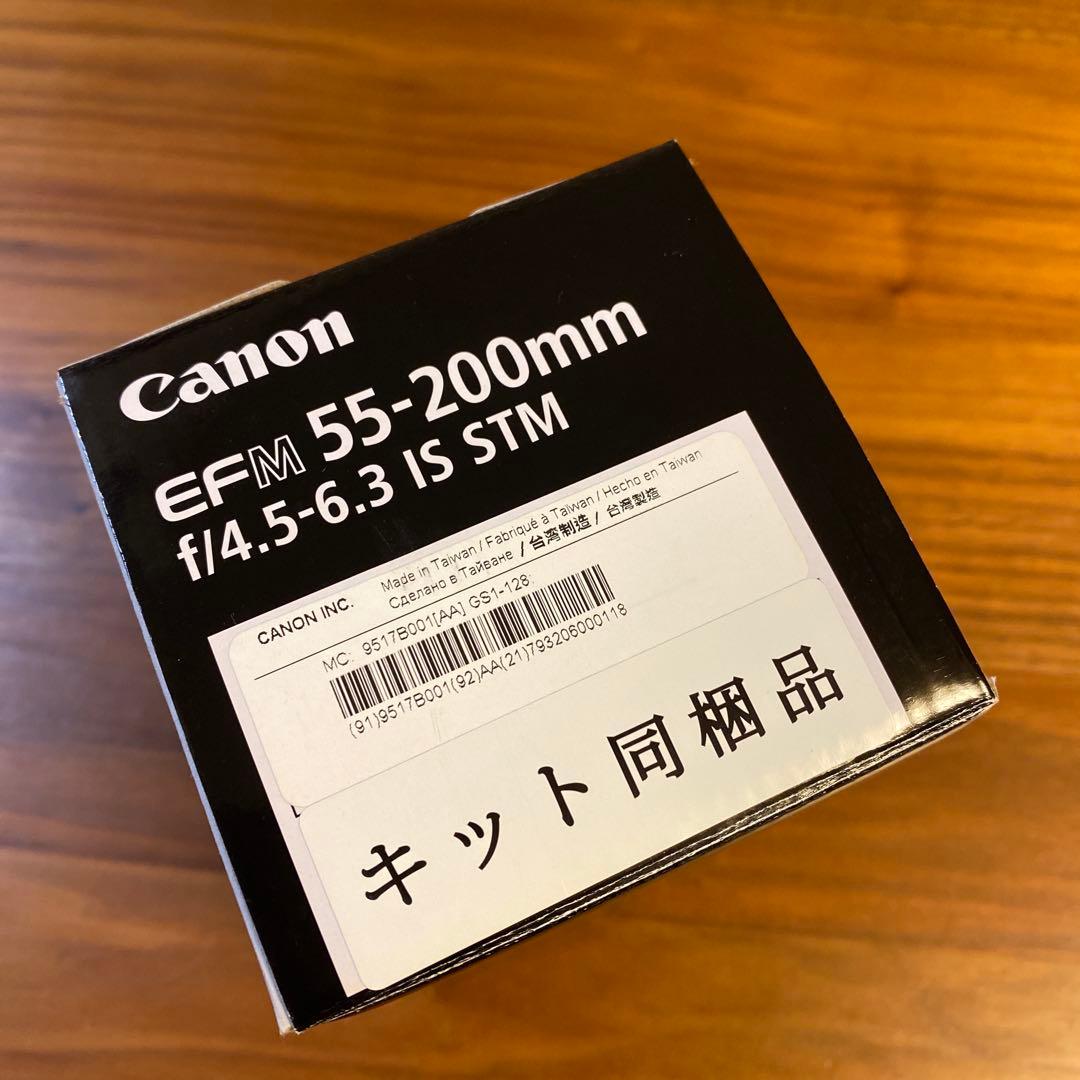 Canon
EFM 55-200mm
f/4.5-6.3 IS STM
CANON INC.
Made in Taiwan / Fabriqué à Taïwan / Hecho en Taiwan
Сделано в Тайване / 台湾制造 / 台灣製造
MC: 9517B001[AA] GS1-128:
(91)9517B001(92)AA(21)793206000118
キット同梱品